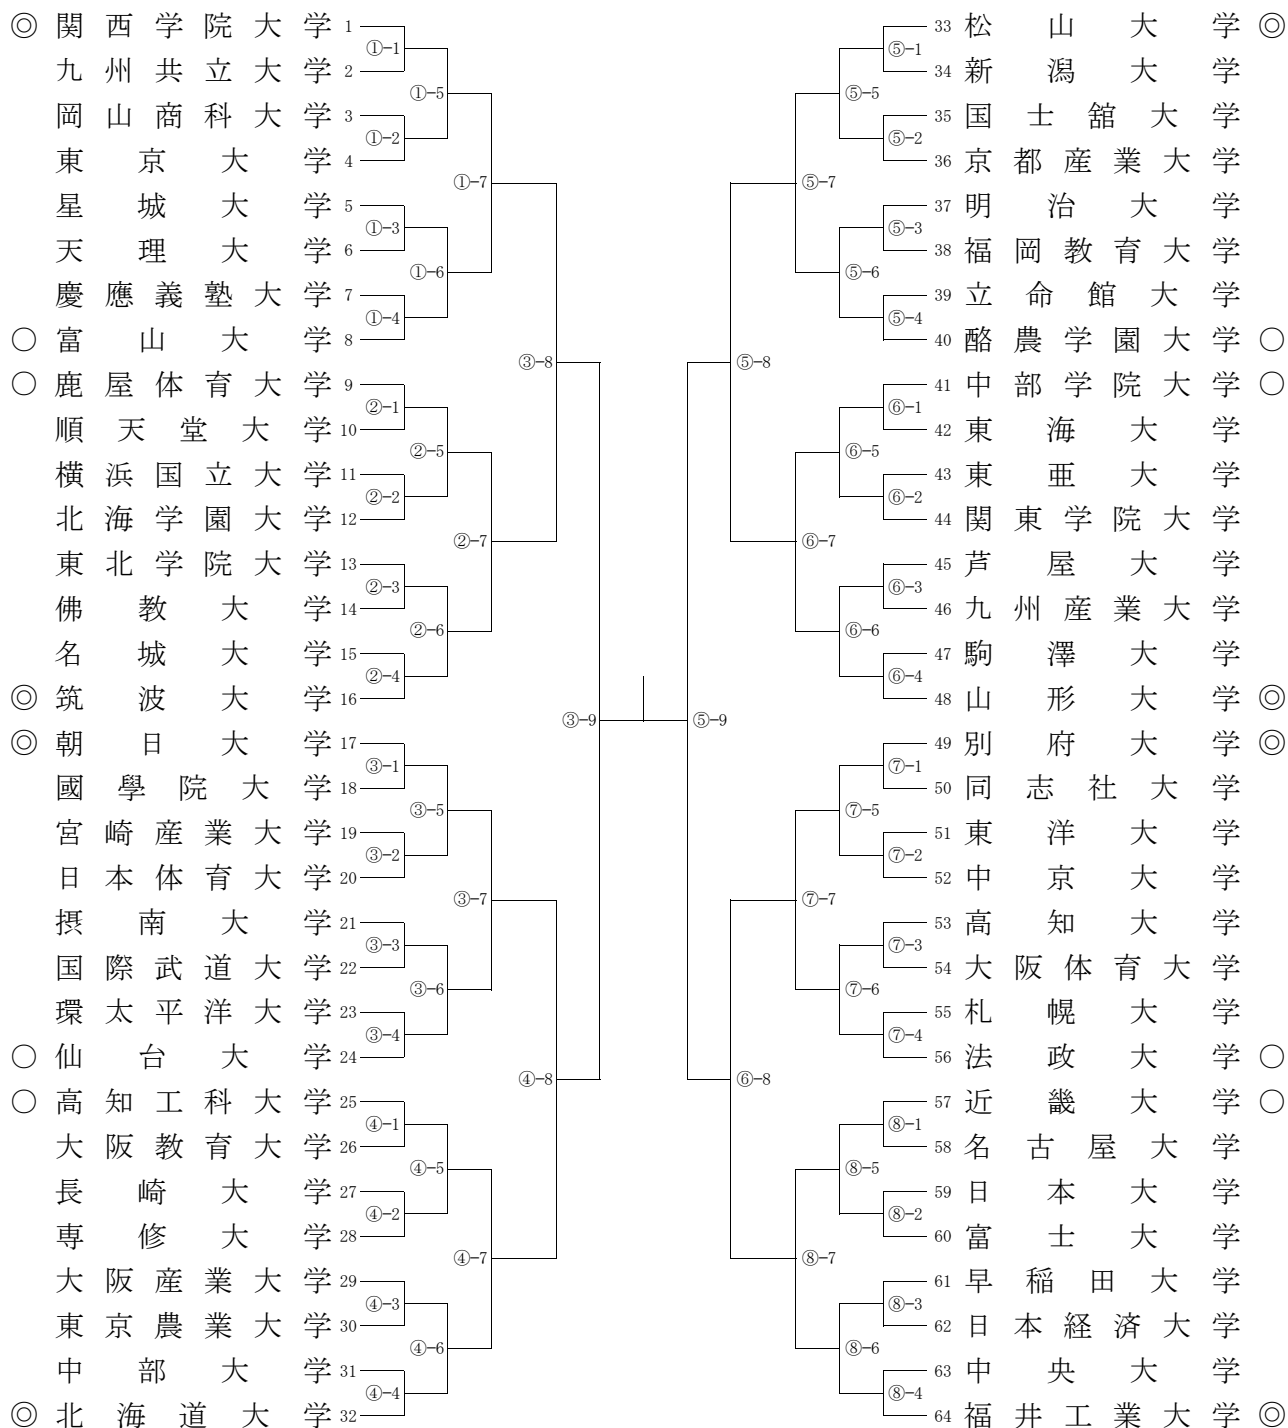 ◎ 関西学院大学 1
①-1
九州共立大学 2
①-5
岡山商科大学 3
①-2
東京大学 4
①-7
星城大学 5
①-3
天理大学 6
①-6
慶應義塾大学 7
①-4
○ 富山大学 8
③-8
○ 鹿屋体育大学 9
②-1
順天堂大学 10
②-5
横浜国立大学 11
②-2
北海学園大学 12
②-7
東北学院大学 13
②-3
佛教大学 14
②-6
名城大学 15
②-4
◎ 筑波大学 16
③-9
◎ 朝日大学 17
③-1
國學院大学 18
③-5
宮崎産業大学 19
③-2
日本体育大学 20
③-7
摂南大学 21
③-3
国際武道大学 22
③-6
環太平洋大学 23
③-4
○ 仙台大学 24
④-8
○ 高知工科大学 25
④-1
大阪教育大学 26
④-5
長崎大学 27
④-2
専修大学 28
④-7
大阪産業大学 29
④-3
東京農業大学 30
④-6
中部大学 31
④-4
◎ 北海道大学 32
33 松山大学 ◎
⑤-1
34 新潟大学
⑤-5
35 国士舘大学
⑤-2
36 京都産業大学
⑤-7
37 明治大学
⑤-3
38 福岡教育大学
⑤-6
39 立命館大学
⑤-4
40 酪農学園大学 ○
⑤-8
41 中部学院大学 ○
⑥-1
42 東海大学
⑥-5
43 東亜大学
⑥-2
44 関東学院大学
⑥-7
45 芦屋大学
⑥-3
46 九州産業大学
⑥-6
47 駒澤大学
⑥-4
48 山形大学 ◎
⑤-9
49 別府大学 ◎
⑦-1
50 同志社大学
⑦-5
51 東洋大学
⑦-2
52 中京大学
⑦-7
53 高知大学
⑦-3
54 大阪体育大学
⑦-6
55 札幌大学
⑦-4
56 法政大学 ○
⑥-8
57 近畿大学 ○
⑧-1
58 名古屋大学
⑧-5
59 日本大学
⑧-2
60 富士大学
⑧-7
61 早稲田大学
⑧-3
62 日本経済大学
⑧-6
63 中央大学
⑧-4
64 福井工業大学 ◎